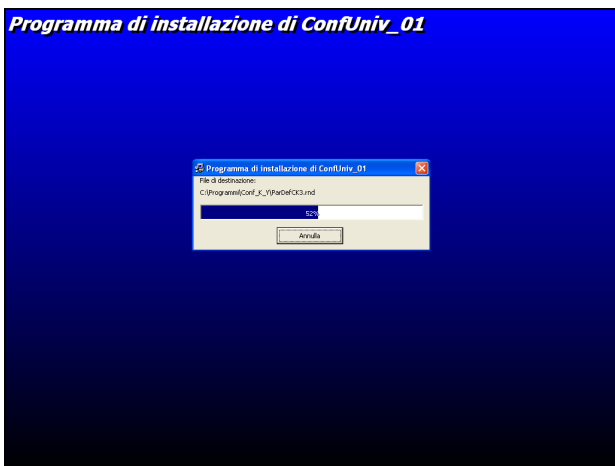 Programma di installazione di ConfUniv_01
Programma di installazione di ConfUniv_01
File di destinazione:
C:\Programmi\Conf_K_Y\ParDefCK3.rnd
52%
Annulla